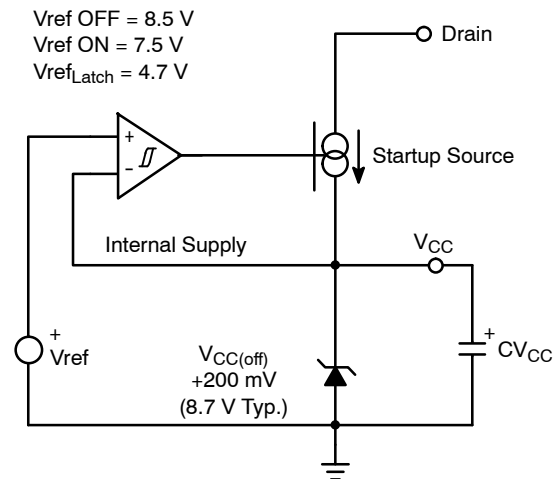 Vref OFF = 8.5 V
Vref ON = 7.5 V
VrefLatch = 4.7 V
Drain
+
-
Startup Source
Internal Supply
VCC
+
Vref
VCC(off)
+200 mV
(8.7 V Typ.)
+
CVCC